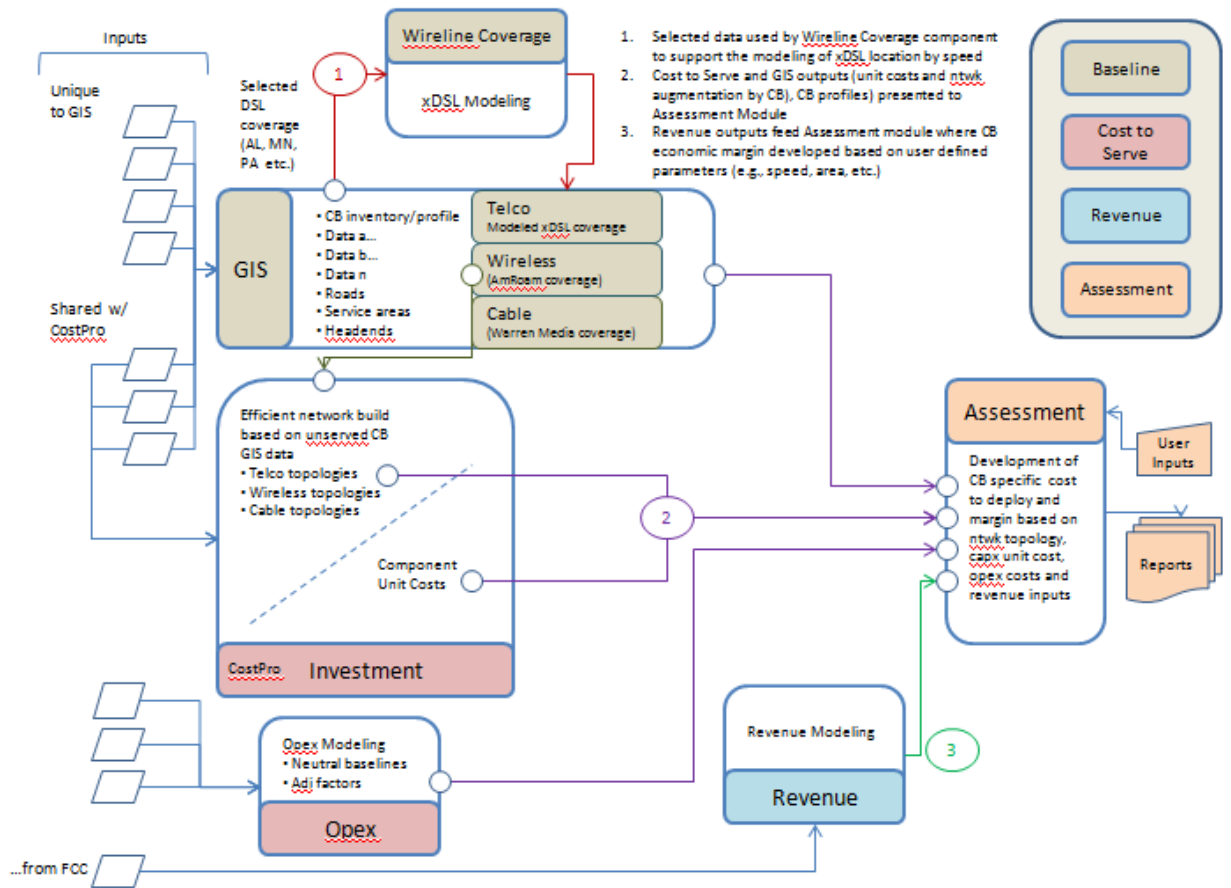 Inputs
Unique
to GIS
Shared w/
CostPro
Selected
DSL
coverage
(AL, MN,
PA etc.)
1
Wireline Coverage
xDSL Modeling
1. Selected data used by Wireline Coverage component
to support the modeling of xDSL location by speed
2. Cost to Serve and GIS outputs (unit costs and ntwk
augmentation by CB), CB profiles) presented to
Assessment Module
3. Revenue outputs feed Assessment module where CB
economic margin developed based on user defined
parameters (e.g., speed, area, etc.)
Baseline
Cost to
Serve
Revenue
Assessment
GIS
• CB inventory/profile
• Data a...
• Data b...
• Data n
• Roads
• Service areas
• Headends
Telco
Modeled xDSL coverage
Wireless
(AmRoam coverage)
Cable
(Warren Media coverage)
Efficient network build
based on unserved CB
GIS data
• Telco topologies
• Wireless topologies
• Cable topologies
Component
Unit Costs
CostPro Investment
2
Assessment
Development of
CB specific cost
to deploy and
margin based on
ntwk topology,
capx unit cost,
opex costs and
revenue inputs
User
Inputs
Reports
Opex Modeling
• Neutral baselines
• Adj factors
Opex
Revenue Modeling
Revenue
3
...from FCC